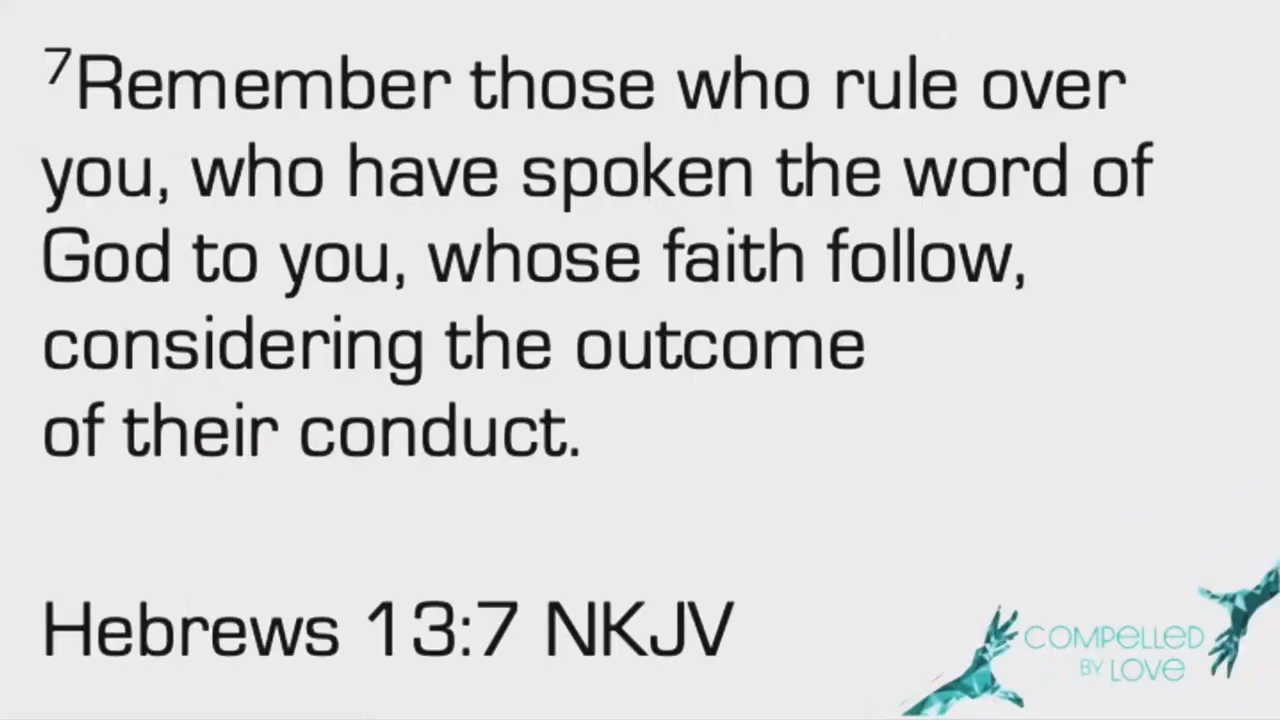 ⁷Remember those who rule over
you, who have spoken the word of
God to you, whose faith follow,
considering the outcome
of their conduct.
Hebrews 13:7 NKJV
COMPELLED
BY LOVE